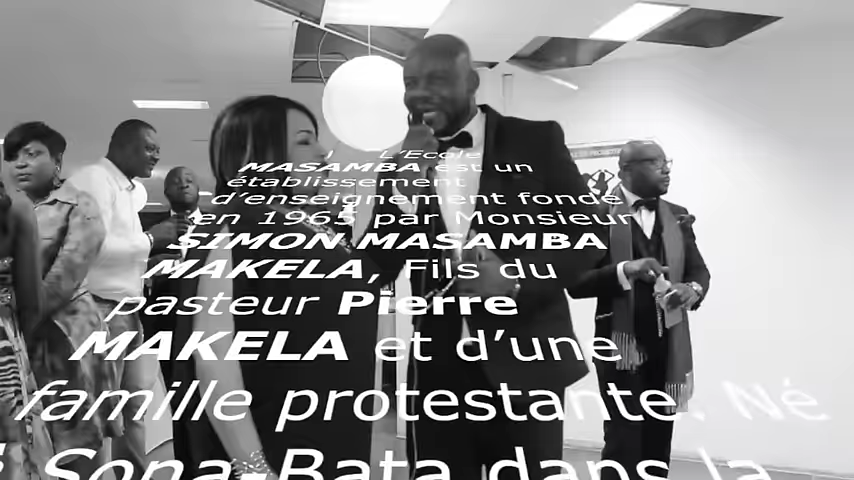 L'Ecole
MASAMBA est un
établissement
d'enseignement fondé
en 1965 par Monsieur
SIMON MASAMBA
MAKELA, Fils du
pasteur Pierre
MAKELA et d'une
famille protestante. Né
Sona-Bata dans la